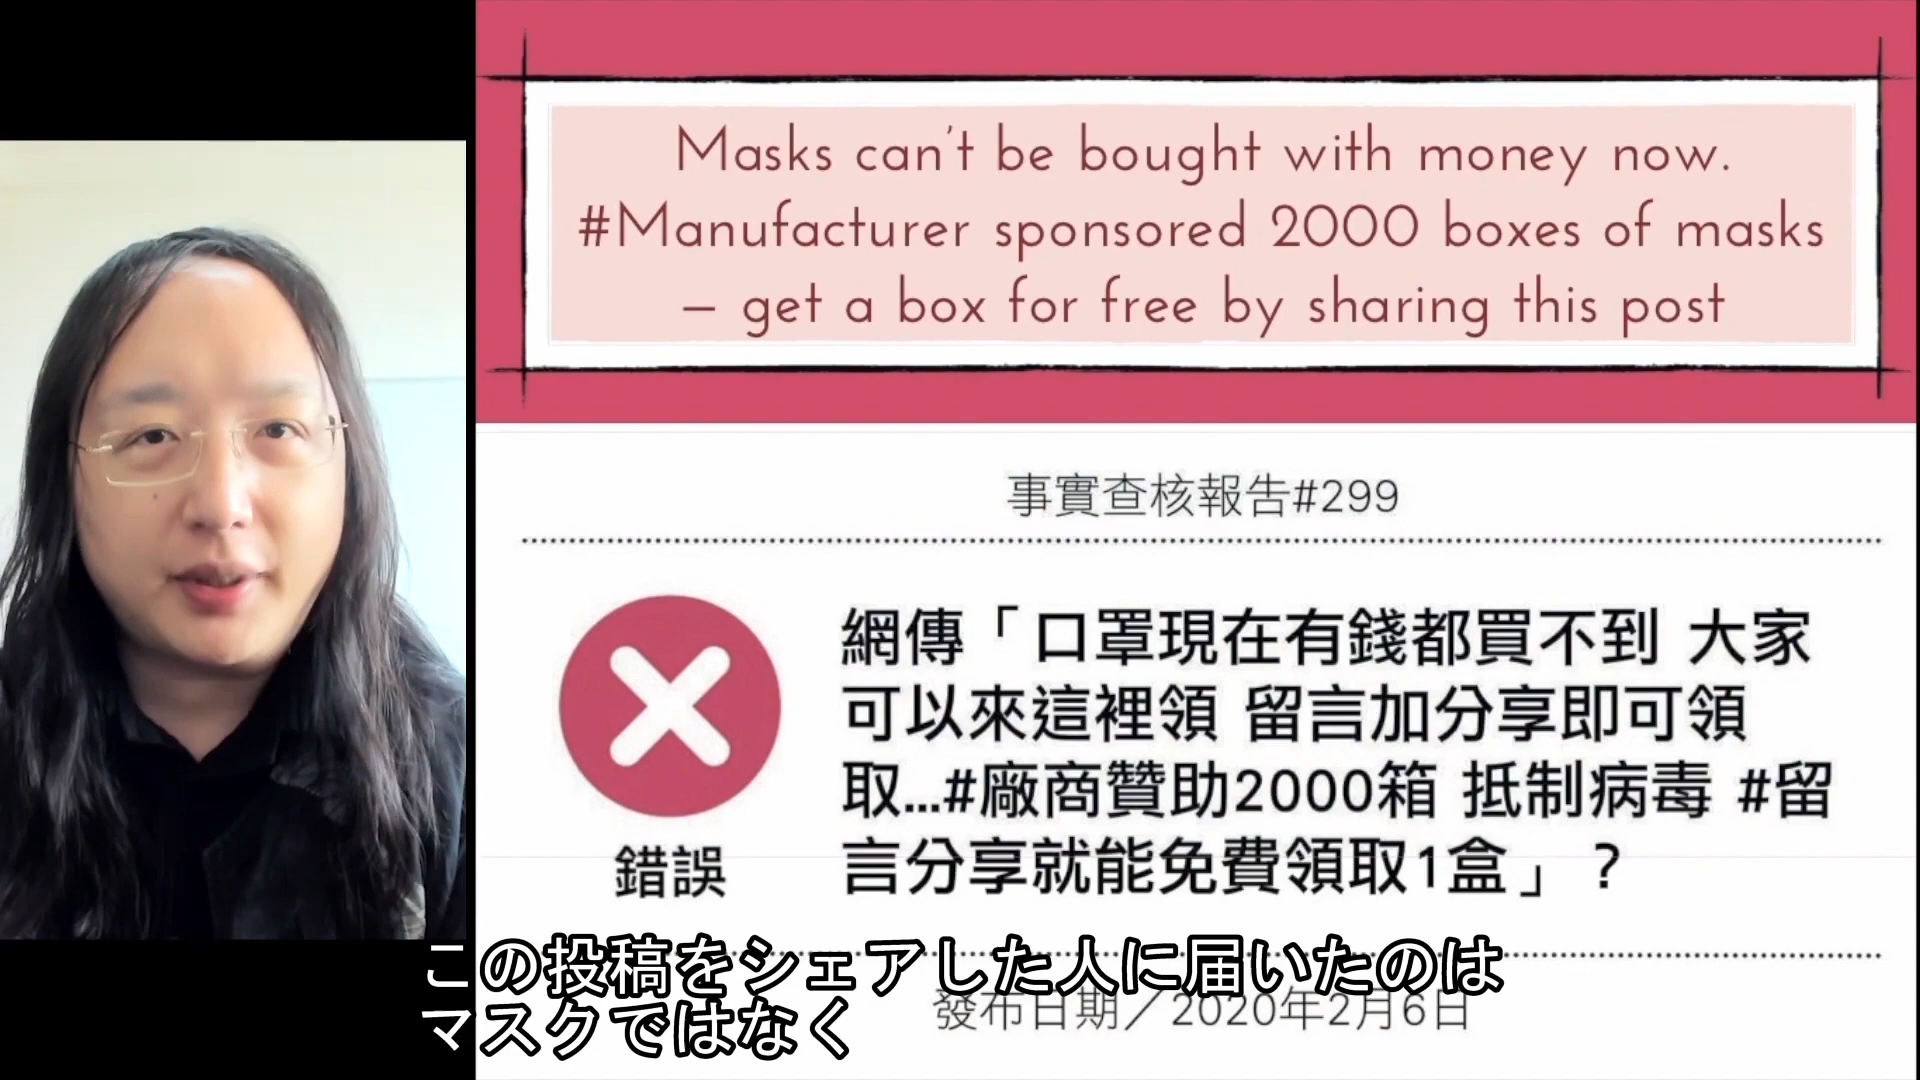 Masks can't be bought with money now.
#Manufacturer sponsored 2000 boxes of masks
– get a box for free by sharing this post
事實查核報告#299
網傳「口罩現在有錢都買不到 大家
可以來這裡領 留言加分享即可領
取...#廠商贊助2000箱 抵制病毒 #留
言分享就能免費領取1盒」？
錯誤
發布日期／2020年2月6日
この投稿をシェアした人に届いたのは
マスクではなく